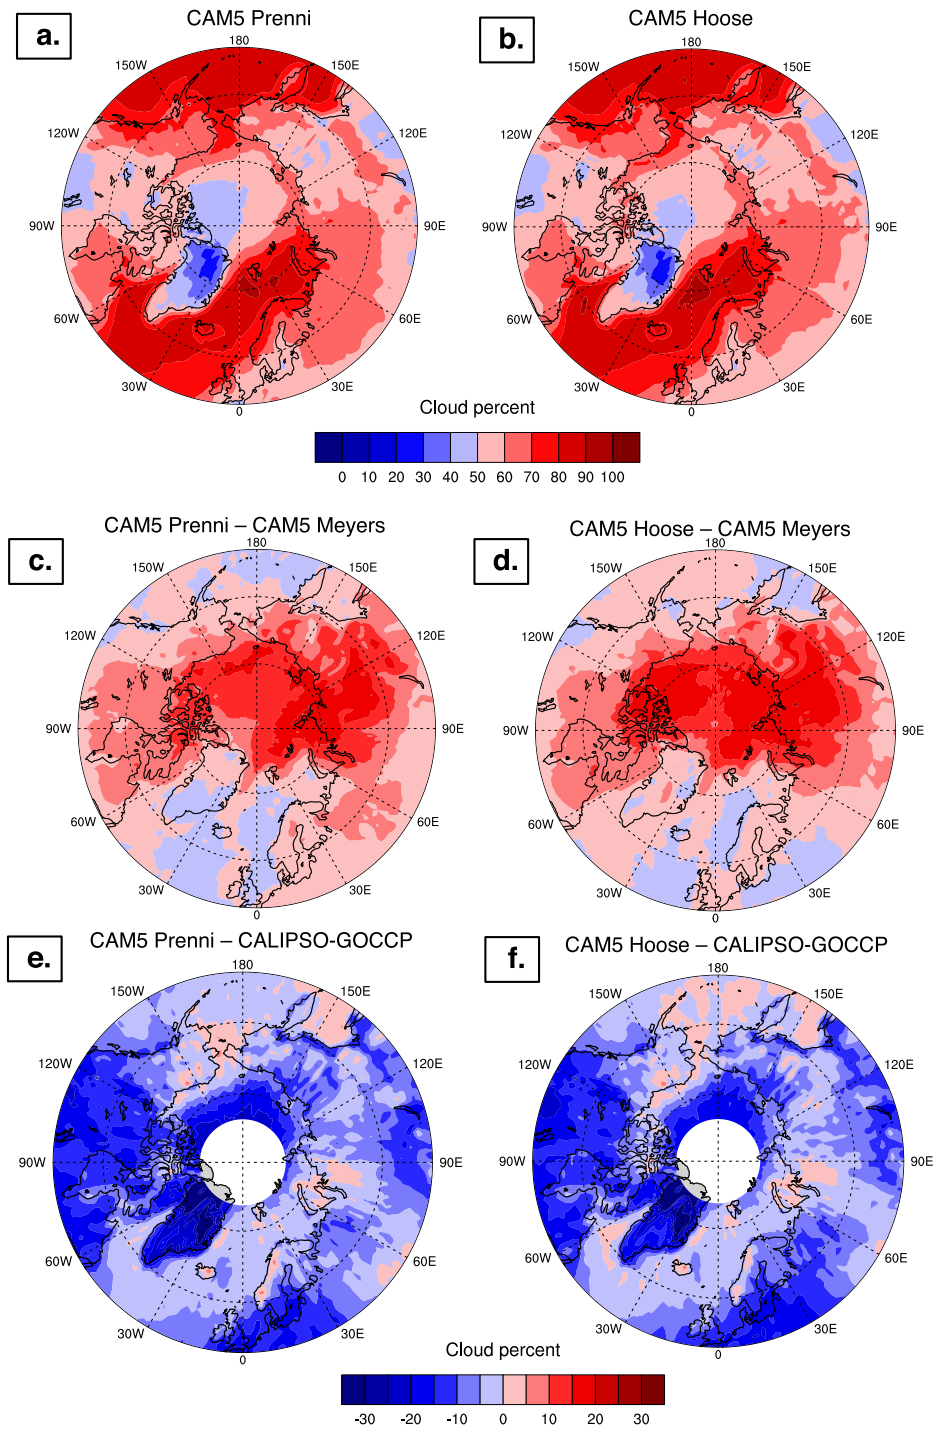 a.
CAM5 Prenni
180
150W
150E
120W
120E
90W
90E
60W
60E
30W
30E
0
b.
CAM5 Hoose
180
150W
150E
120W
120E
90W
90E
60W
60E
30W
30E
0
Cloud percent
0 10 20 30 40 50 60 70 80 90 100
c.
CAM5 Prenni – CAM5 Meyers
180
150W
150E
120W
120E
90W
90E
60W
60E
30W
30E
0
d.
CAM5 Hoose – CAM5 Meyers
180
150W
150E
120W
120E
90W
90E
60W
60E
30W
30E
0
e.
CAM5 Prenni – CALIPSO-GOCCP
180
150W
150E
120W
120E
90W
90E
60W
60E
30W
30E
0
f.
CAM5 Hoose – CALIPSO-GOCCP
180
150W
150E
120W
120E
90W
90E
60W
60E
30W
30E
0
Cloud percent
-30 -20 -10 0 10 20 30